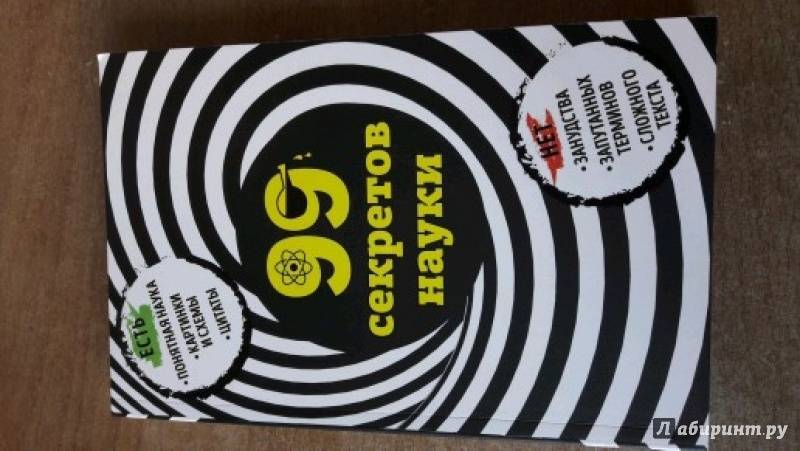 ЕСТЬ
• ПОНЯТНАЯ НАУКА
• КАРТИНКИ
И СХЕМЫ
• ЦИТАТЫ
99
секретов
науки
НЕТ
• ЗАНУДСТВА
• ЗАПУТАННЫХ
ТЕРМИНОВ
• СЛОЖНОГО
ТЕКСТА
Лабиринт.ру